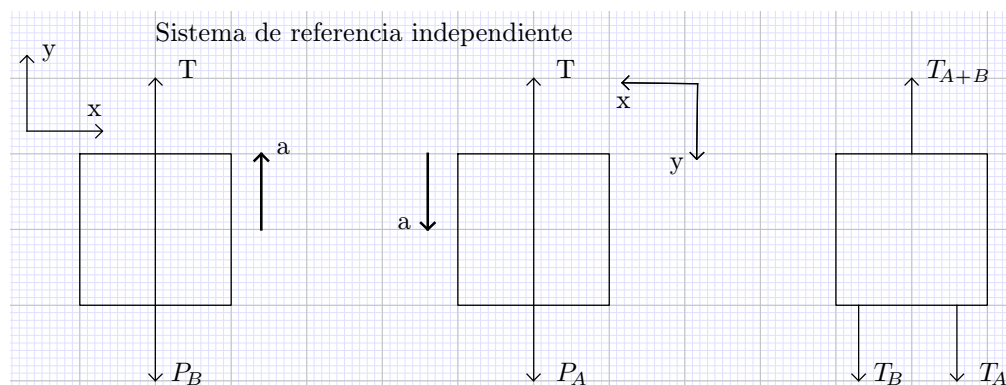 Sistema de referencia independiente
y
T
T
T_{A+B}
x
x
a
y
a
P_B
P_A
T_B
T_A